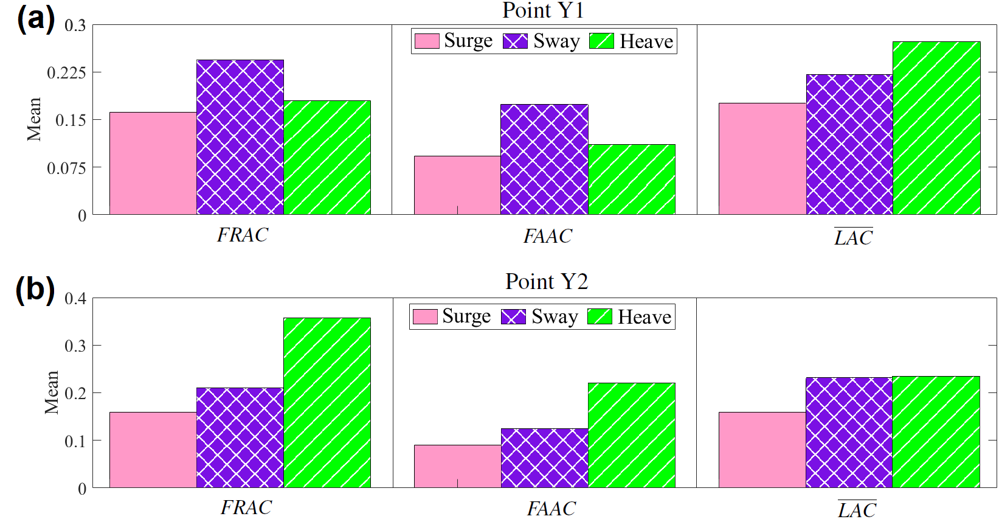 (a)
Point Y1
0.3
0.225
0.15
0.075
0
Mean
Surge Sway Heave
FRAC FAAC LAC
(b)
Point Y2
0.4
0.3
0.2
0.1
0
Mean
Surge Sway Heave
FRAC FAAC LAC